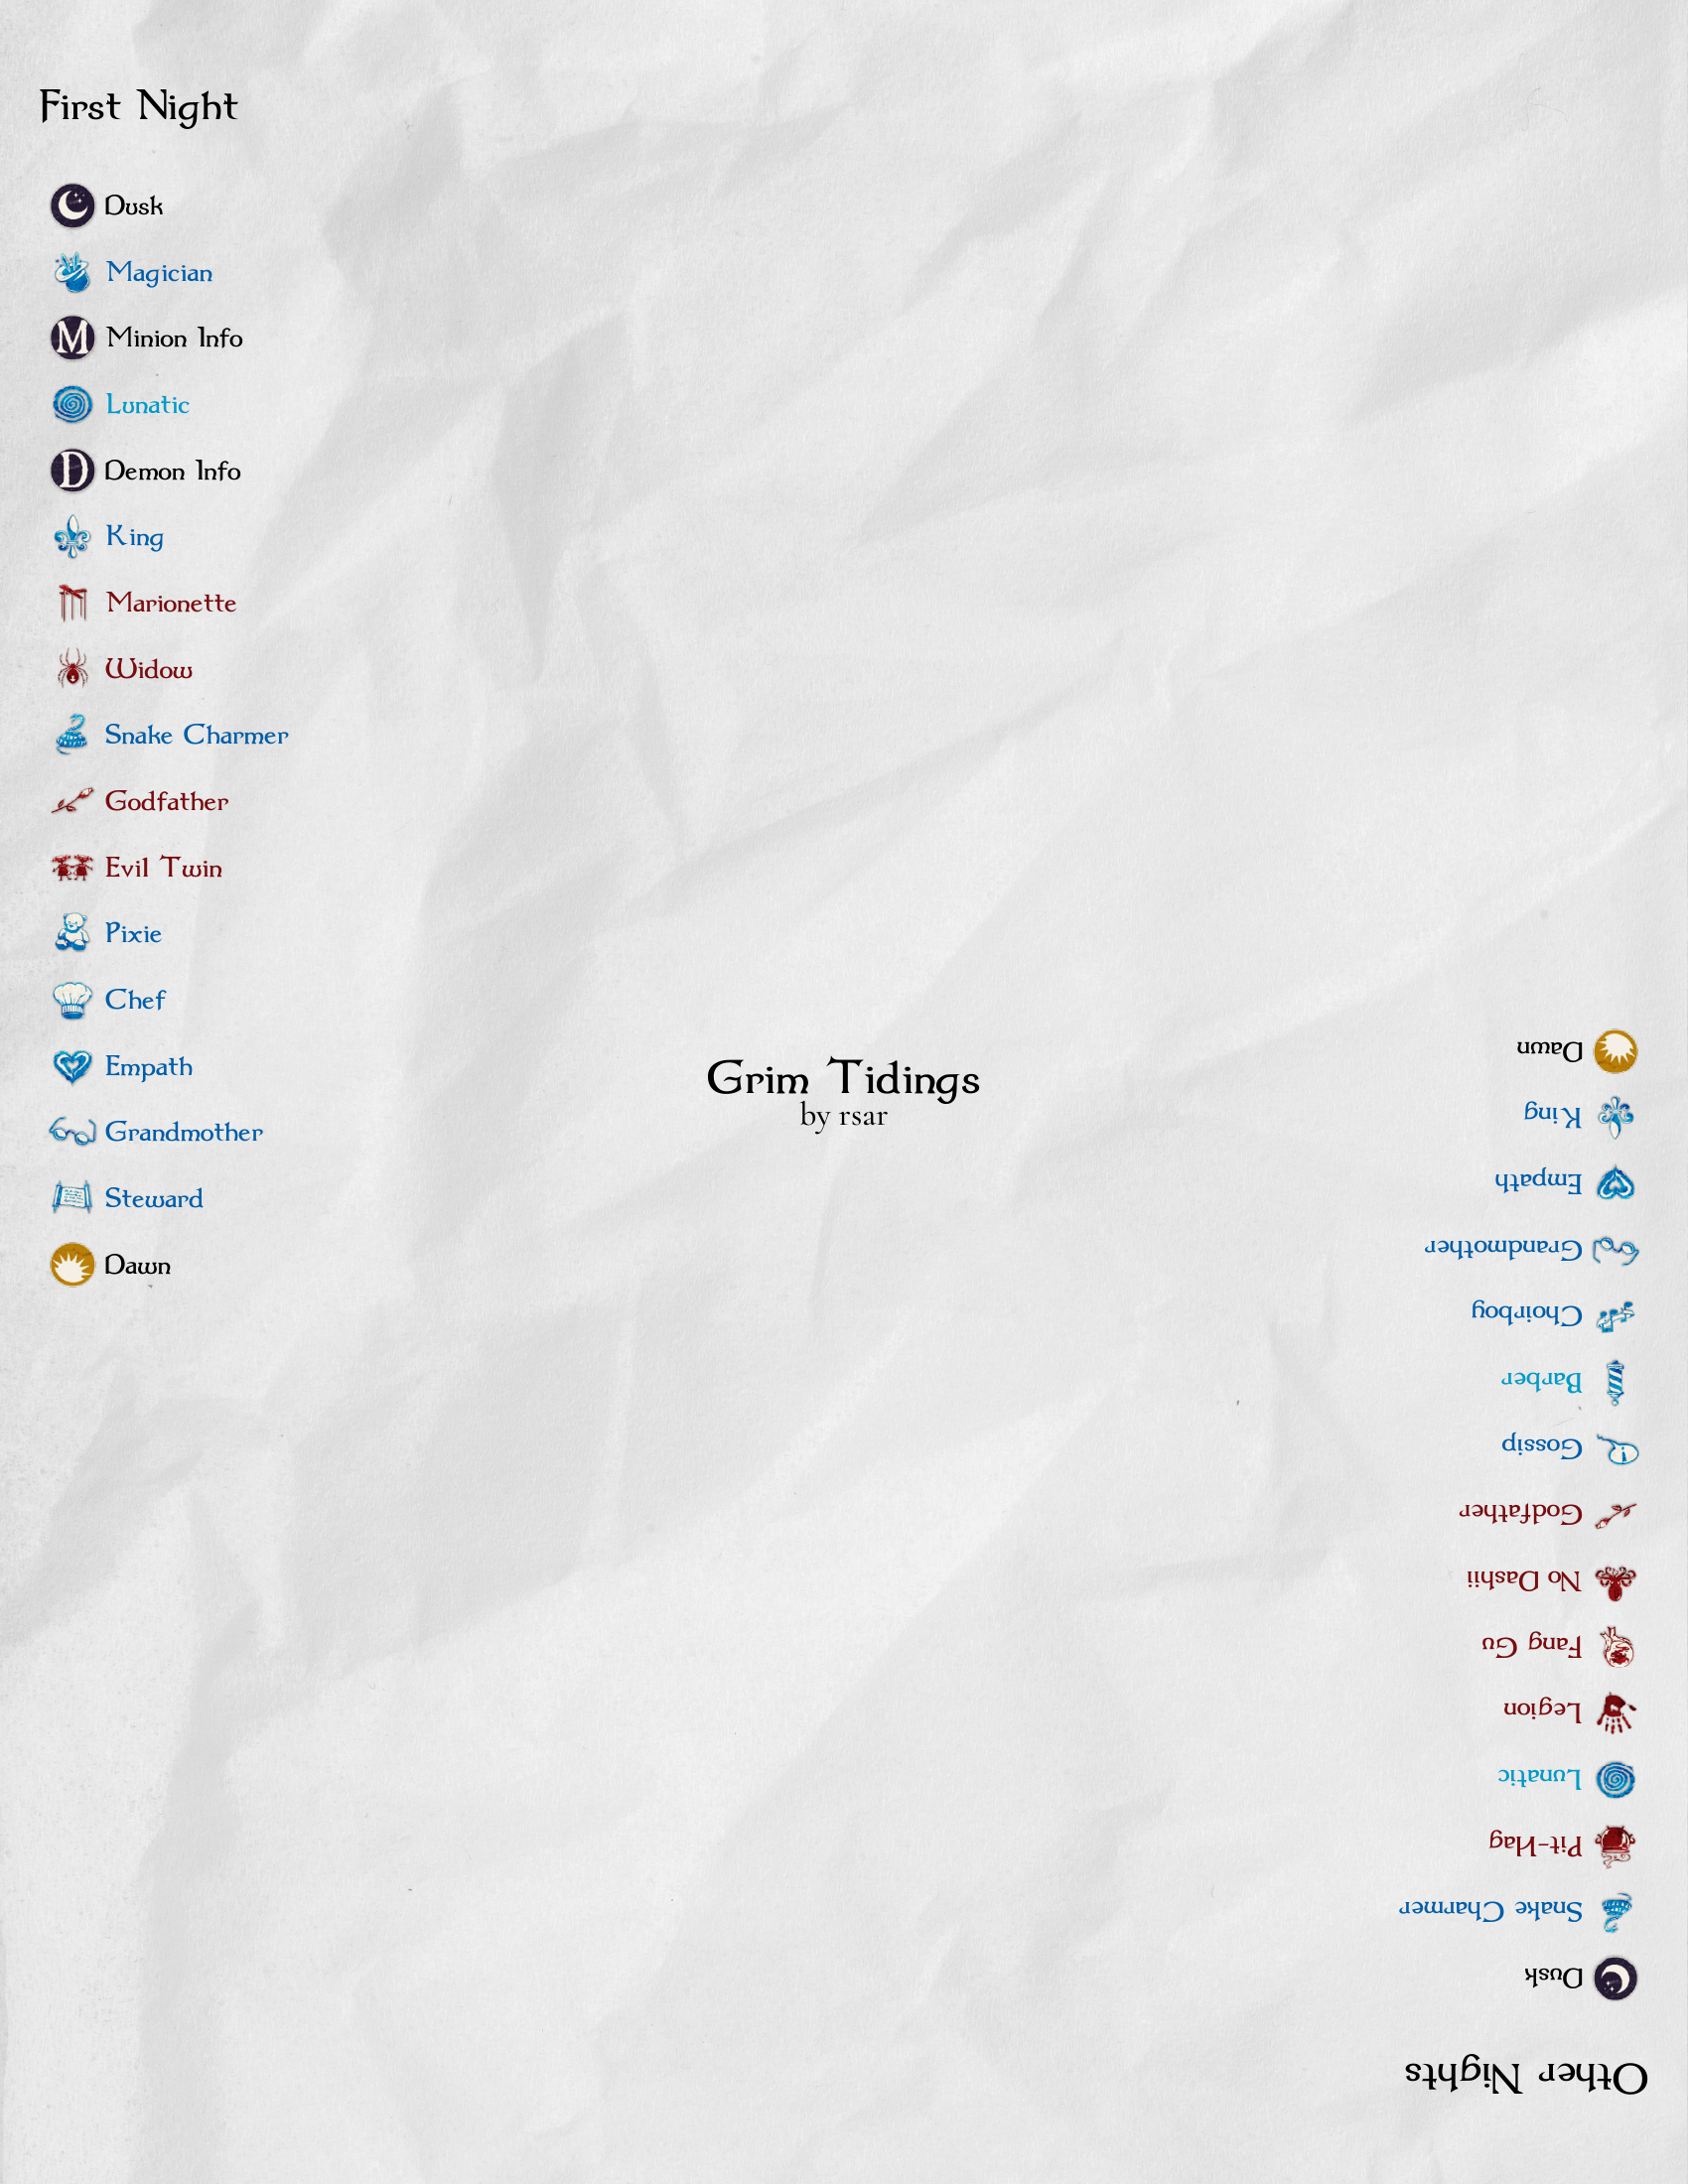 First Night
Dusk
Magician
M Minion Info
Lunatic
D Demon Info
King
Marionette
Widow
Snake Charmer
Godfather
Evil Twin
Pixie
Chef
Empath
Grandmother
Steward
Dawn
Grim Tidings
by rsar
Other Nights
Dusk
Snake Charmer
Pit-Hag
Lunatic
Legion
Fang Gu
No Dashii
Godfather
Gossip
Barber
Choirboy
Grandmother
Empath
King
Dawn